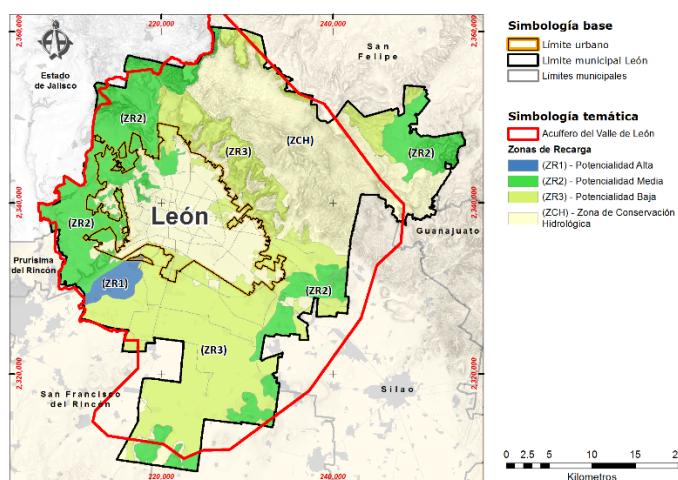 220,000
240,000
2,360,000
2,360,000
San
Felipe
Estado
de Jalisco
(ZR2)
(ZCH)
(ZR3)
(ZR2)
2,340,000
2,340,000
(ZR2)
León
Guanajuato
Prurisima
del Rincón
(ZR1)
(ZR2)
(ZR3)
2,320,000
2,320,000
San Francisco
del Rincón
Silao
220,000
240,000
Simbología base
Límite urbano
Límite municipal León
Límites municipales
Simbología temática
Acuífero del Valle de León
Zonas de Recarga
(ZR1) - Potencialidad Alta
(ZR2) - Potencialidad Media
(ZR3) - Potencialidad Baja
(ZCH) - Zona de Conservación
Hidrológica
0 2.5 5 10 15
Kilometros